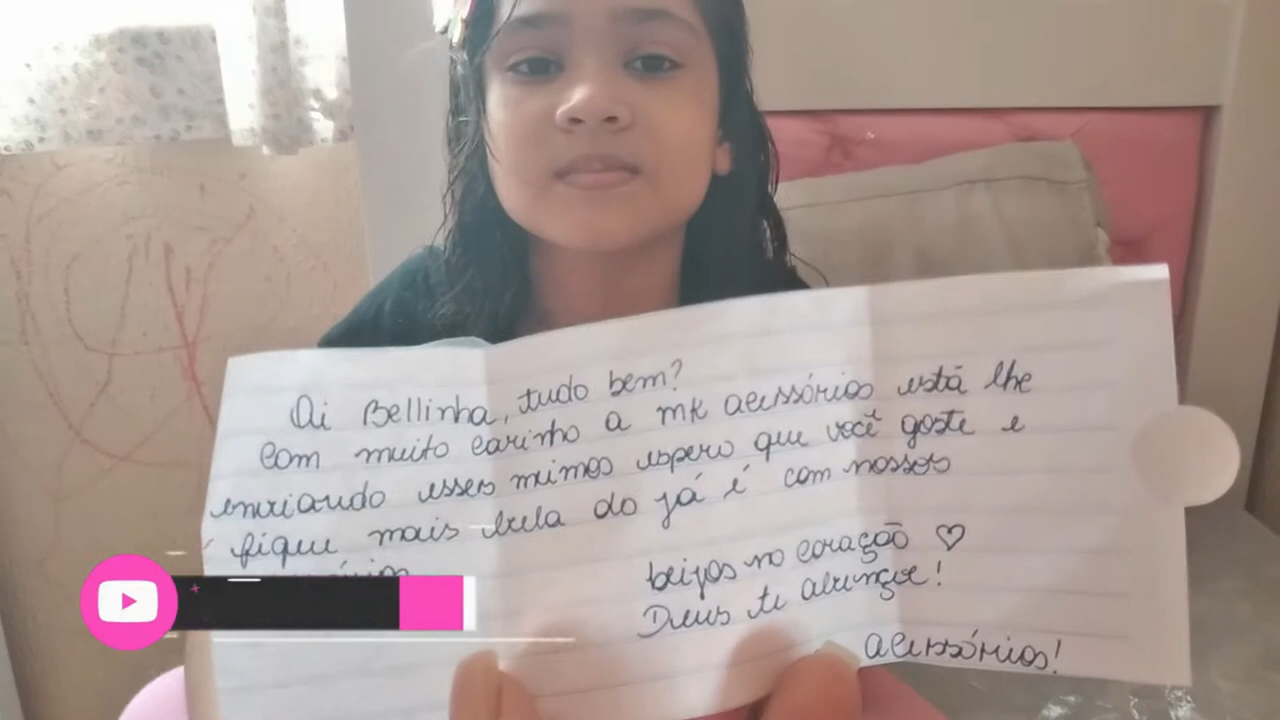 Oi Bellinha, tudo bem?
Com muito carinho a mk acessórios está lhe
enviando esses mimos espero que você goste e
fique mais bela do já é com nossos
beijos no coração ♡
Deus te abençoe!
acessórios!